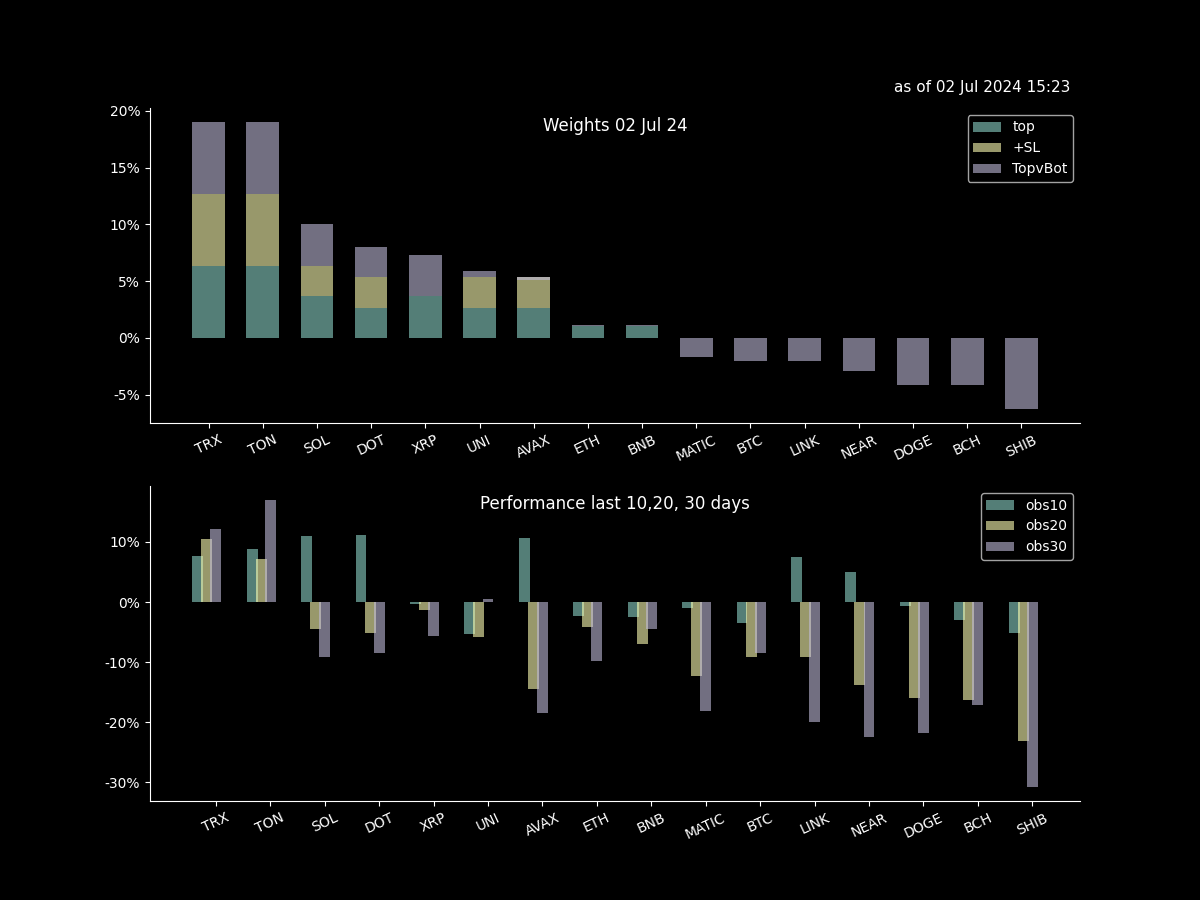 as of 02 Jul 2024 15:23
Weights 02 Jul 24
top
+SL
TopvBot
20%
15%
10%
5%
0%
-5%
TRX TON SOL DOT XRP UNI AVAX ETH BNB MATIC BTC LINK NEAR DOGE BCH SHIB
Performance last 10,20, 30 days
obs10
obs20
obs30
10%
0%
-10%
-20%
-30%
TRX TON SOL DOT XRP UNI AVAX ETH BNB MATIC BTC LINK NEAR DOGE BCH SHIB